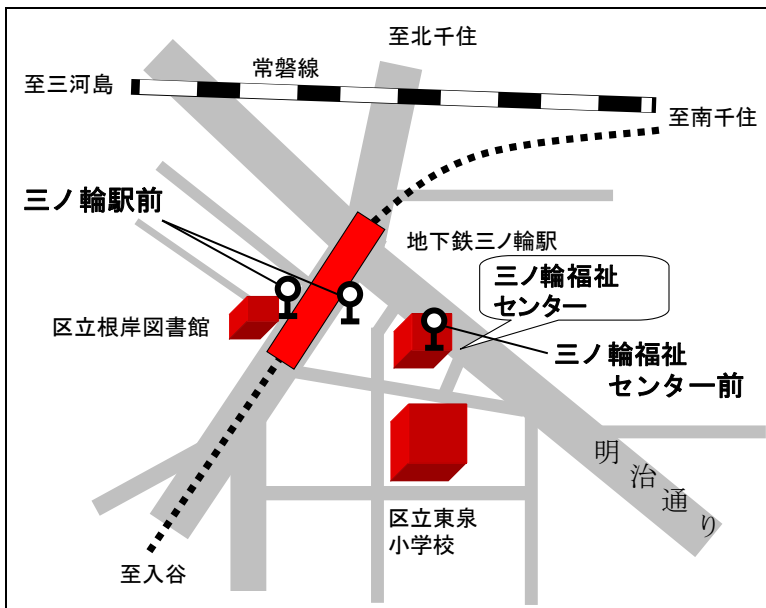 至北千住
常磐線
至三河島
至南千住
三ノ輪駅前
地下鉄三ノ輪駅
三ノ輪福祉
センター
区立根岸図書館
三ノ輪福祉
センター前
明治通り
区立東泉
小学校
至入谷